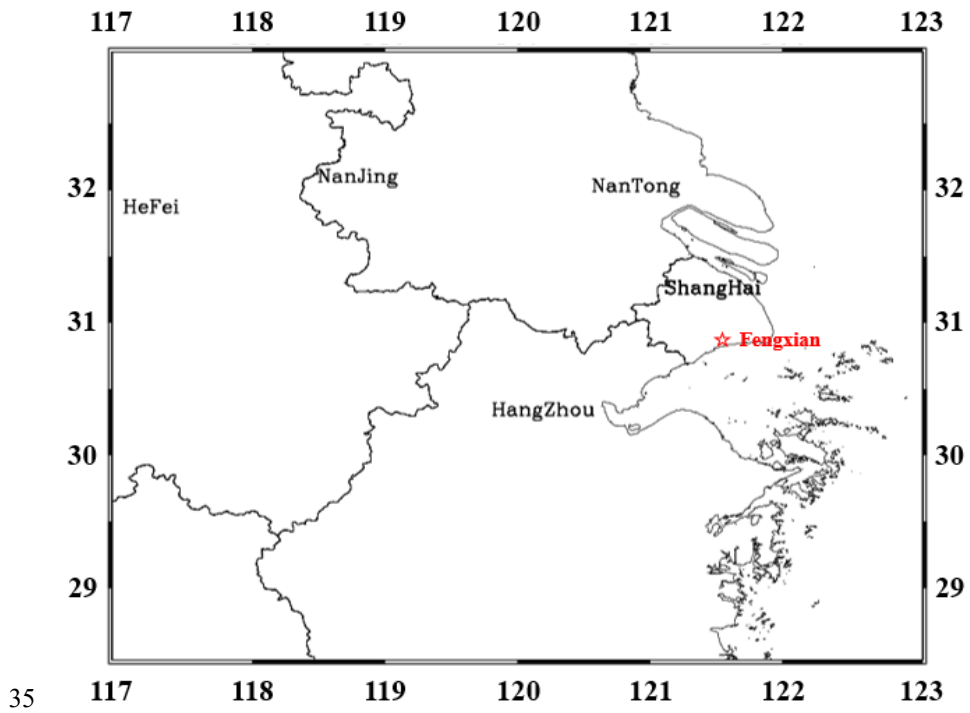 117 118 119 120 121 122 123
32 NanJing NanTong 32
HeFei
ShangHai
31 31
Fengxian
HangZhou
30 30
29 29
35 117 118 119 120 121 122 123